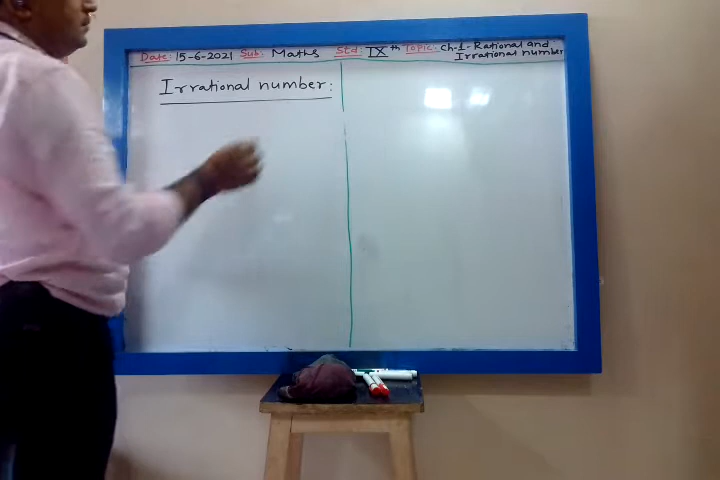 Date: 15-6-2021 Sub: Maths Std: IXth Topic: Ch-1-Rational and
Irrational number
Irrational number: